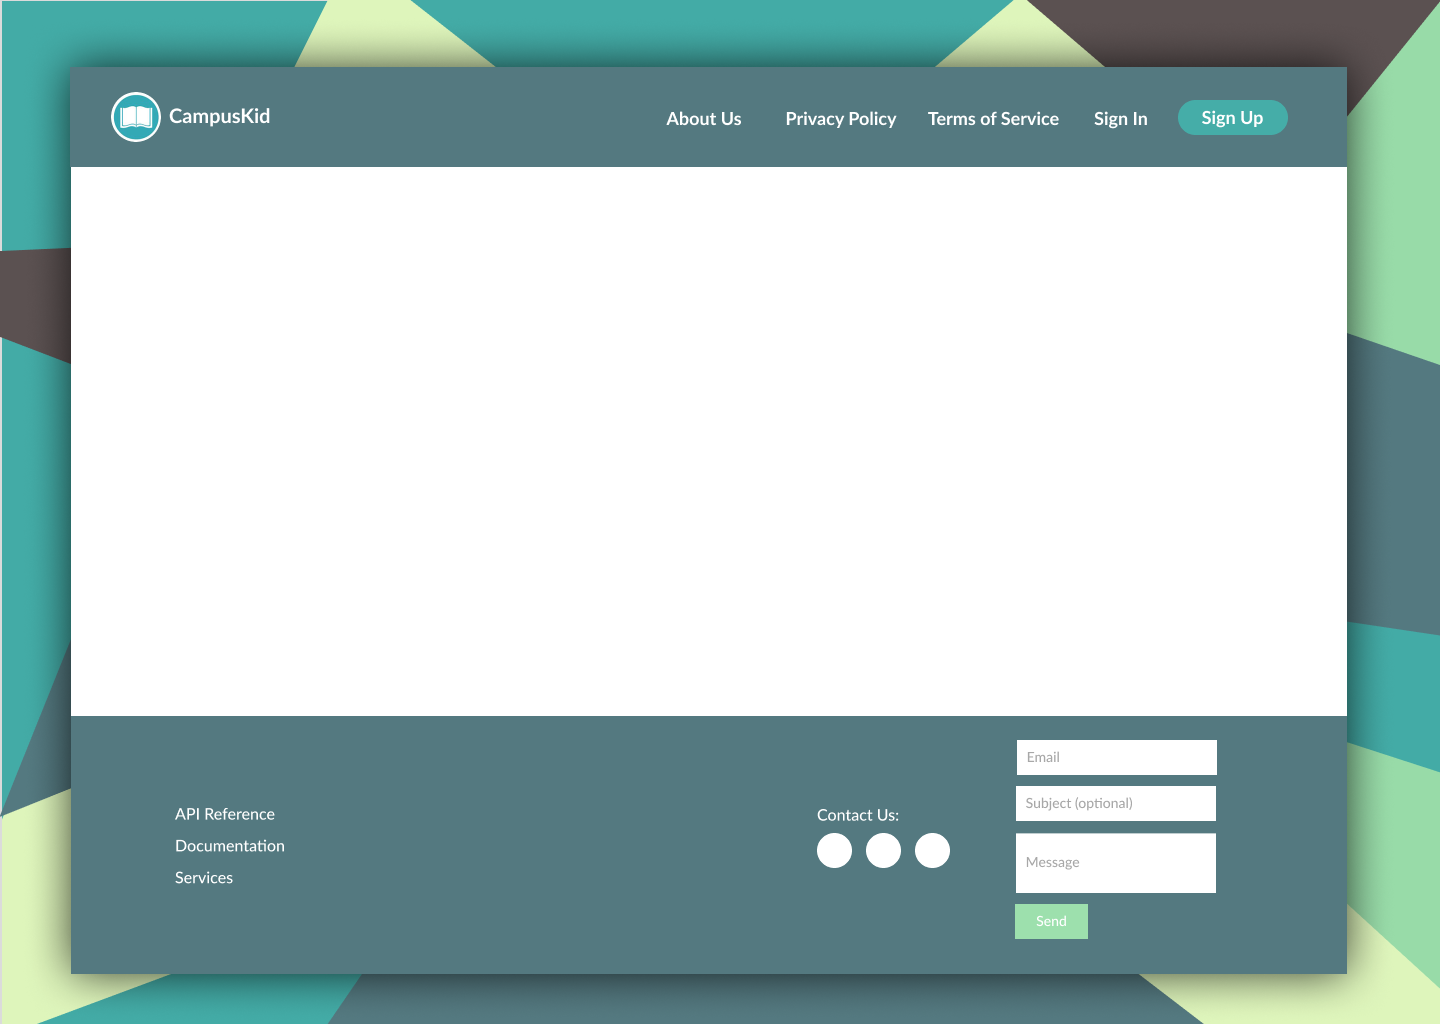 CampusKid
About Us
Privacy Policy
Terms of Service
Sign In
Sign Up
API Reference
Documentation
Services
Contact Us:
Email
Subject (optional)
Message
Send